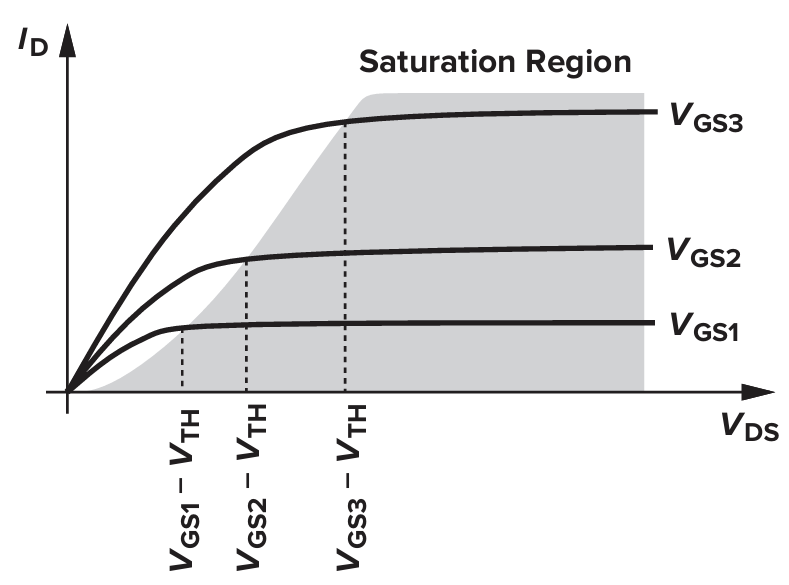 I_D
Saturation Region
V_GS3
V_GS2
V_GS1
V_DS
V_GS1 – V_TH
V_GS2 – V_TH
V_GS3 – V_TH